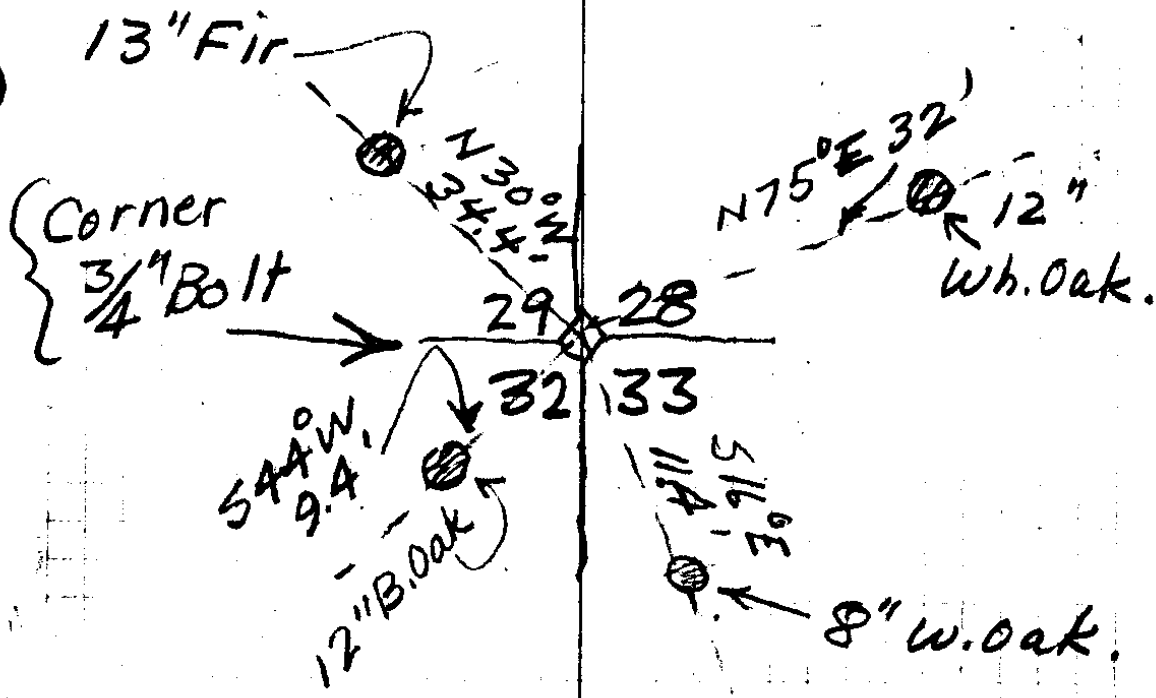 13" Fir
N30°W
34.4'
N75°E 32'
12"
Wh. Oak.
Corner
3/4" Bolt
29 28
32 33
S44°W,
9.4'
12" B. Oak
S16°E
11.4'
8" W. Oak.